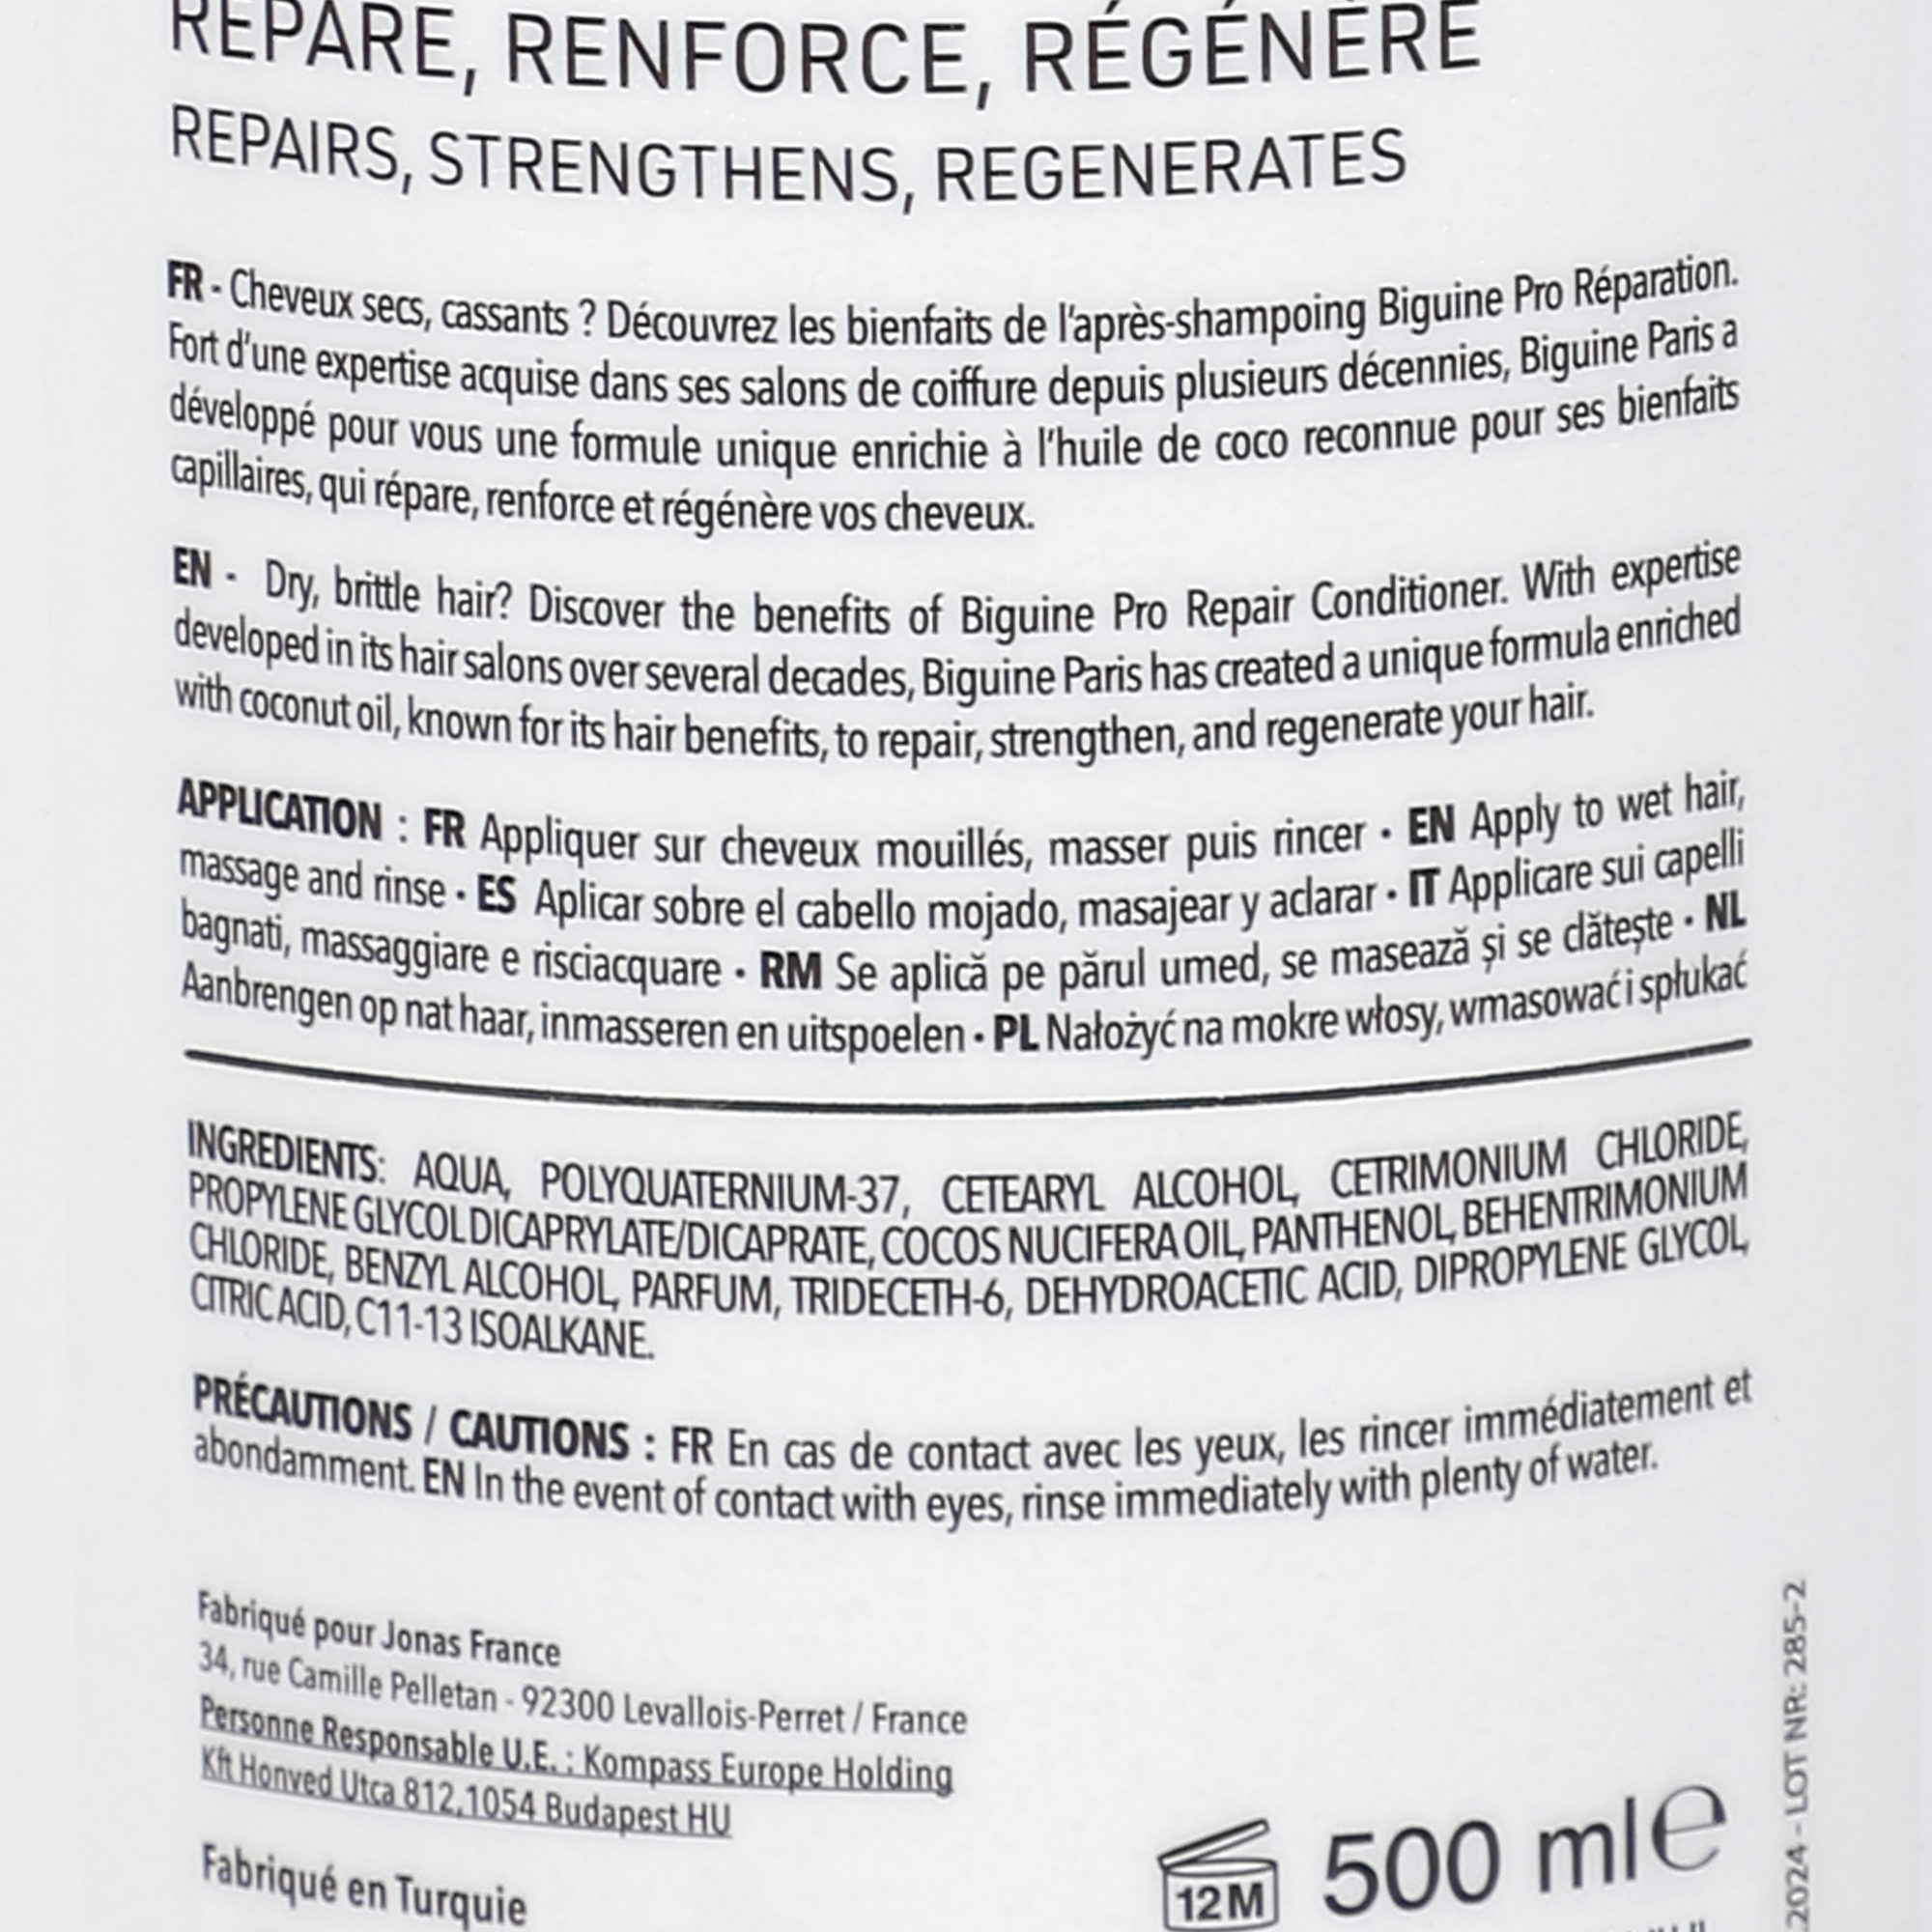 RÉPARE, RENFORCE, RÉGÉNÈRE
REPAIRS, STRENGTHENS, REGENERATES
FR - Cheveux secs, cassants ? Découvrez les bienfaits de l'après-shampoing Biguine Pro Réparation.
Fort d'une expertise acquise dans ses salons de coiffure depuis plusieurs décennies, Biguine Paris a
développé pour vous une formule unique enrichie à l'huile de coco reconnue pour ses bienfaits
capillaires, qui répare, renforce et régénère vos cheveux.
EN - Dry, brittle hair? Discover the benefits of Biguine Pro Repair Conditioner. With expertise
developed in its hair salons over several decades, Biguine Paris has created a unique formula enriched
with coconut oil, known for its hair benefits, to repair, strengthen, and regenerate your hair.
APPLICATION : FR Appliquer sur cheveux mouillés, masser puis rincer • EN Apply to wet hair,
massage and rinse • ES Aplicar sobre el cabello mojado, masajear y aclarar • IT Applicare sui capelli
bagnati, massaggiare e risciacquare • RM Se aplică pe părul umed, se masează și se clătește • NL
Aanbrengen op nat haar, inmasseren en uitspoelen • PL Nałożyć na mokre włosy, wmasować i spłukać
INGREDIENTS: AQUA, POLYQUATERNIUM-37, CETEARYL ALCOHOL, CETRIMONIUM CHLORIDE,
PROPYLENE GLYCOL DICAPRYLATE/DICAPRATE, COCOS NUCIFERA OIL, PANTHENOL, BEHENTRIMONIUM
CHLORIDE, BENZYL ALCOHOL, PARFUM, TRIDECETH-6, DEHYDROACETIC ACID, DIPROPYLENE GLYCOL,
CITRIC ACID, C11-13 ISOALKANE.
PRÉCAUTIONS / CAUTIONS : FR En cas de contact avec les yeux, les rincer immédiatement et
abondamment. EN In the event of contact with eyes, rinse immediately with plenty of water.
Fabriqué pour Jonas France
34, rue Camille Pelletan - 92300 Levallois-Perret / France
Personne Responsable U.E. : Kompass Europe Holding
Kft Honved Utca 812,1054 Budapest HU
Fabriqué en Turquie
12M
500 ml e
2024 - LOT NR: 285-2